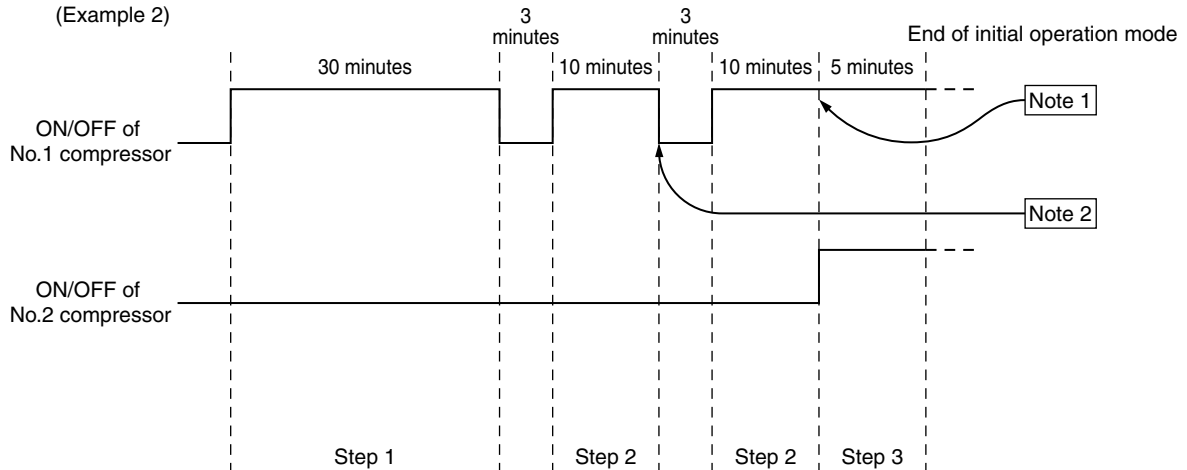 (Example 2)
3
minutes
3
minutes
End of initial operation mode
30 minutes
10 minutes
10 minutes
5 minutes
Note 1
ON/OFF of
No.1 compressor
Note 2
ON/OFF of
No.2 compressor
Step 1
Step 2
Step 2
Step 3